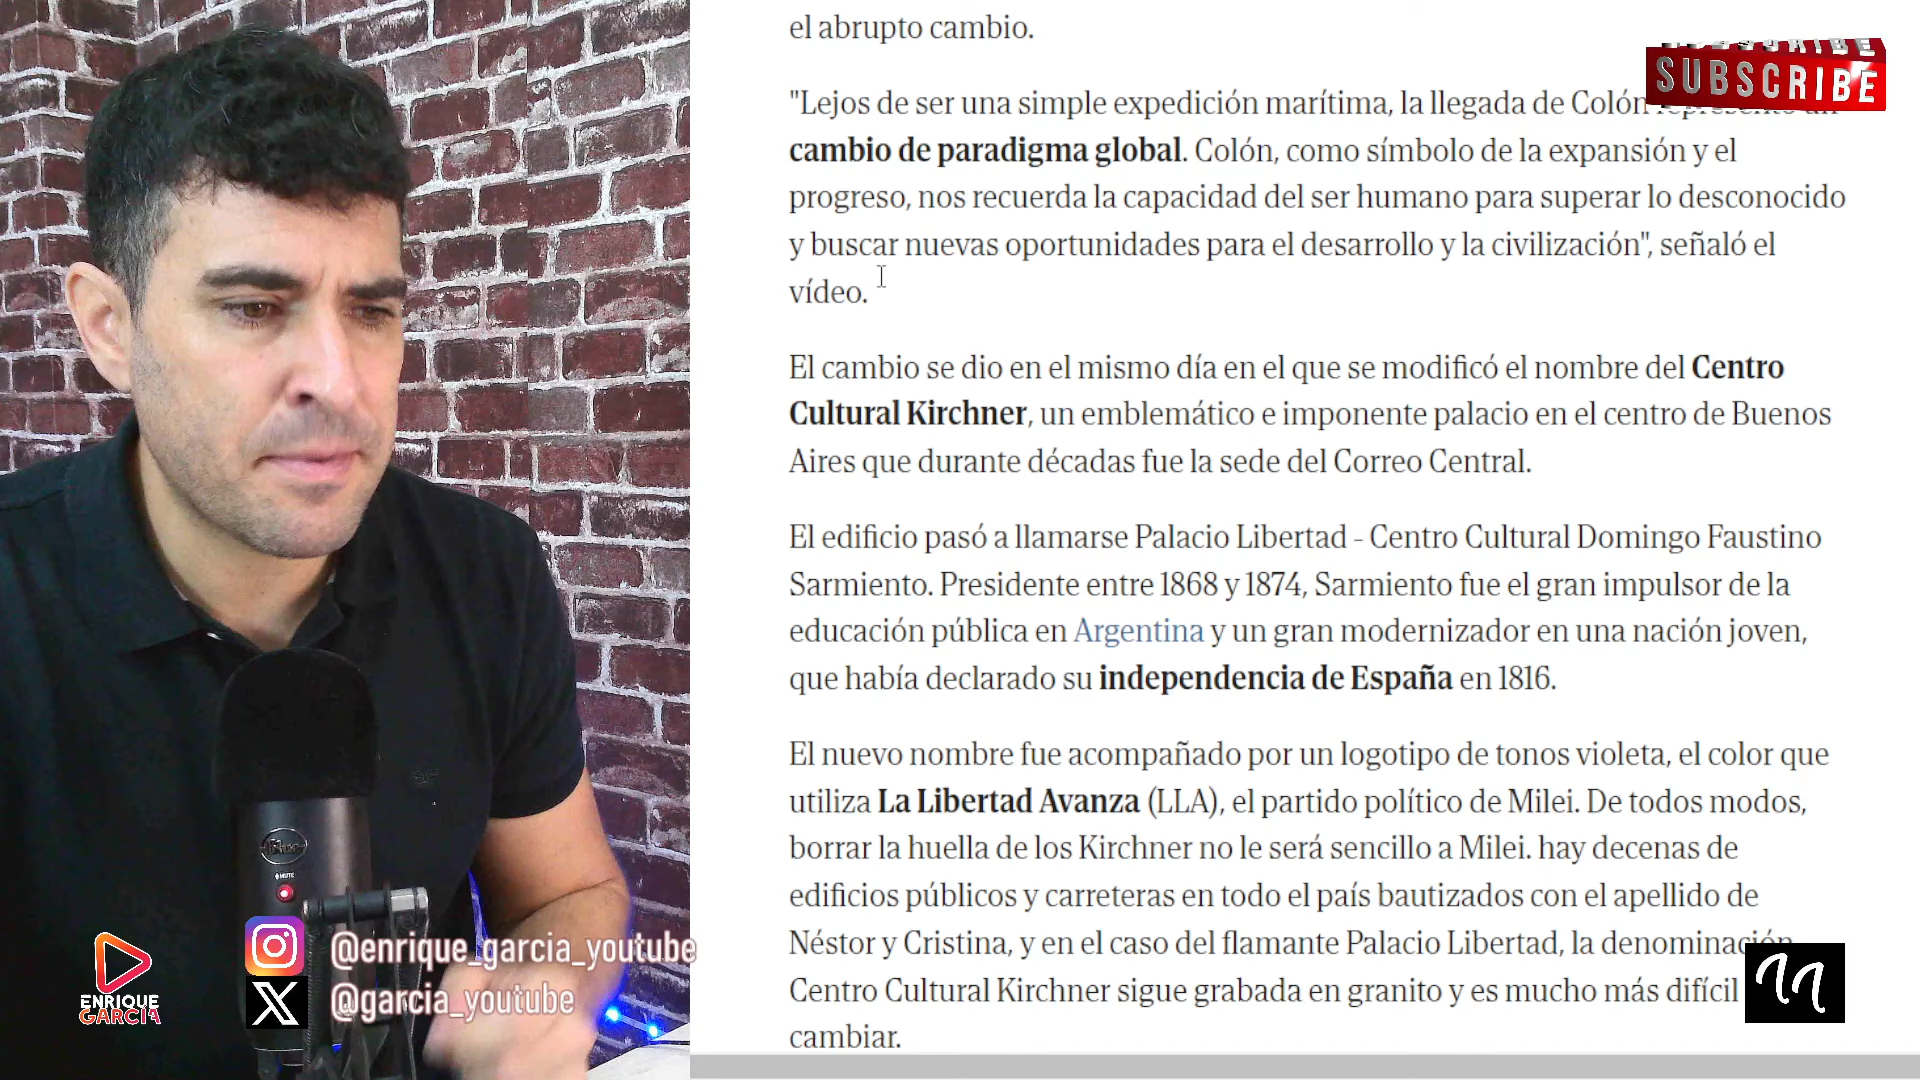 el abrupto cambio.
"Lejos de ser una simple expedición marítima, la llegada de Colón
cambio de paradigma global. Colón, como símbolo de la expansión y el
progreso, nos recuerda la capacidad del ser humano para superar lo desconocido
y buscar nuevas oportunidades para el desarrollo y la civilización", señaló el
vídeo.
El cambio se dio en el mismo día en el que se modificó el nombre del Centro
Cultural Kirchner, un emblemático e imponente palacio en el centro de Buenos
Aires que durante décadas fue la sede del Correo Central.
El edificio pasó a llamarse Palacio Libertad - Centro Cultural Domingo Faustino
Sarmiento. Presidente entre 1868 y 1874, Sarmiento fue el gran impulsor de la
educación pública en Argentina y un gran modernizador en una nación joven,
que había declarado su independencia de España en 1816.
El nuevo nombre fue acompañado por un logotipo de tonos violeta, el color que
utiliza La Libertad Avanza (LLA), el partido político de Milei. De todos modos,
borrar la huella de los Kirchner no le será sencillo a Milei. hay decenas de
edificios públicos y carreteras en todo el país bautizados con el apellido de
Néstor y Cristina, y en el caso del flamante Palacio Libertad, la denominación
Centro Cultural Kirchner sigue grabada en granito y es mucho más difícil
cambiar.
SUBSCRIBE
SUBSCRIBE
MUTE
ENRIQUE
GARCIA
@enrique_garcia_youtube
@garcia_youtube